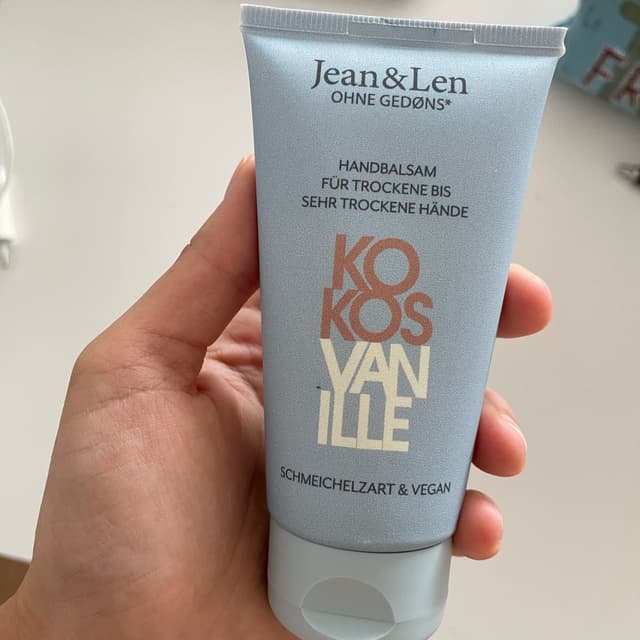 Jean&Len
OHNE GEDØNS*
HANDBALSAM
FÜR TROCKENE BIS
SEHR TROCKENE HÄNDE
KO
KOS
VAN
ILLE
SCHMEICHELZART & VEGAN